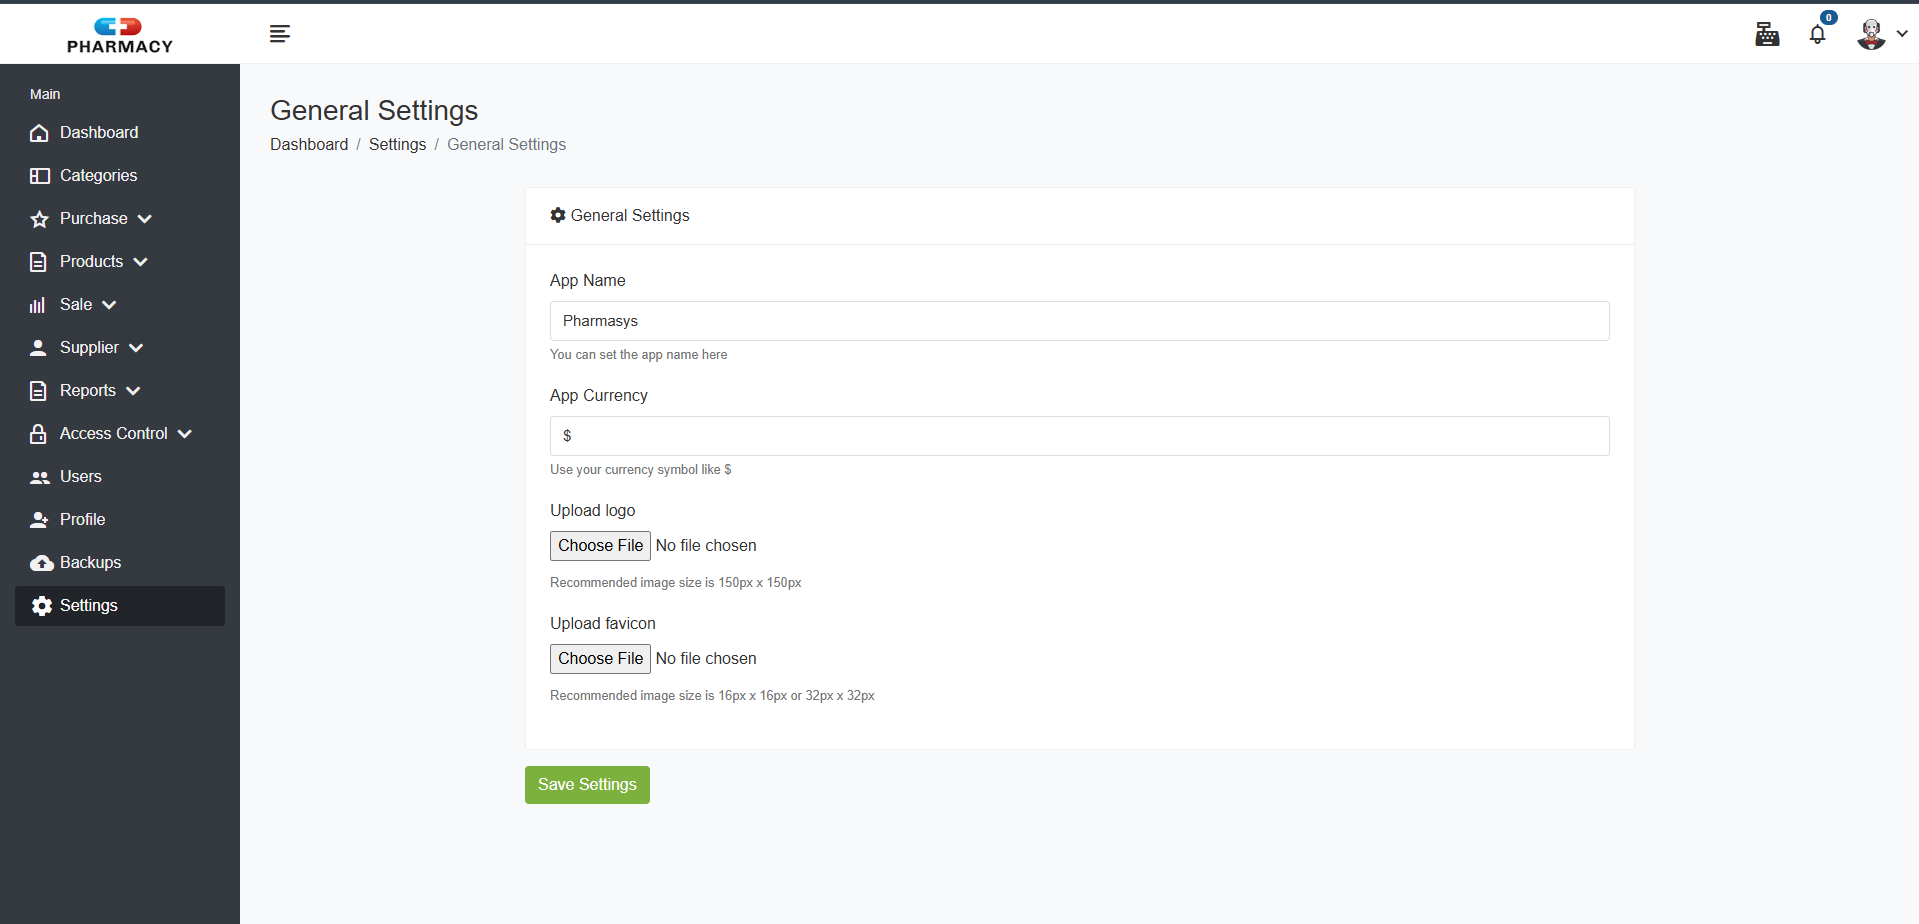 PHARMACY
0
Main
Dashboard
Categories
Purchase
Products
Sale
Supplier
Reports
Access Control
Users
Profile
Backups
Settings
General Settings
Dashboard / Settings / General Settings
General Settings
App Name
Pharmasys
You can set the app name here
App Currency
$
Use your currency symbol like $
Upload logo
Choose File No file chosen
Recommended image size is 150px x 150px
Upload favicon
Choose File No file chosen
Recommended image size is 16px x 16px or 32px x 32px
Save Settings